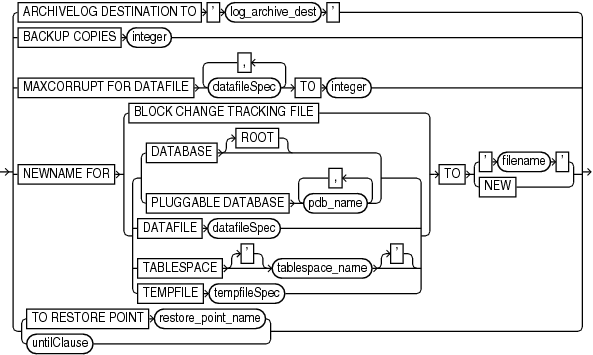 ARCHIVELOG DESTINATION TO ' log_archive_dest '
BACKUP COPIES integer
,
MAXCORRUPT FOR DATAFILE datafileSpec TO integer
BLOCK CHANGE TRACKING FILE
ROOT
DATABASE
,
' filename '
NEWNAME FOR TO
NEW
PLUGGABLE DATABASE pdb_name
DATAFILE datafileSpec
' '
TABLESPACE tablespace_name
TEMPFILE tempfileSpec
TO RESTORE POINT restore_point_name
untilClause